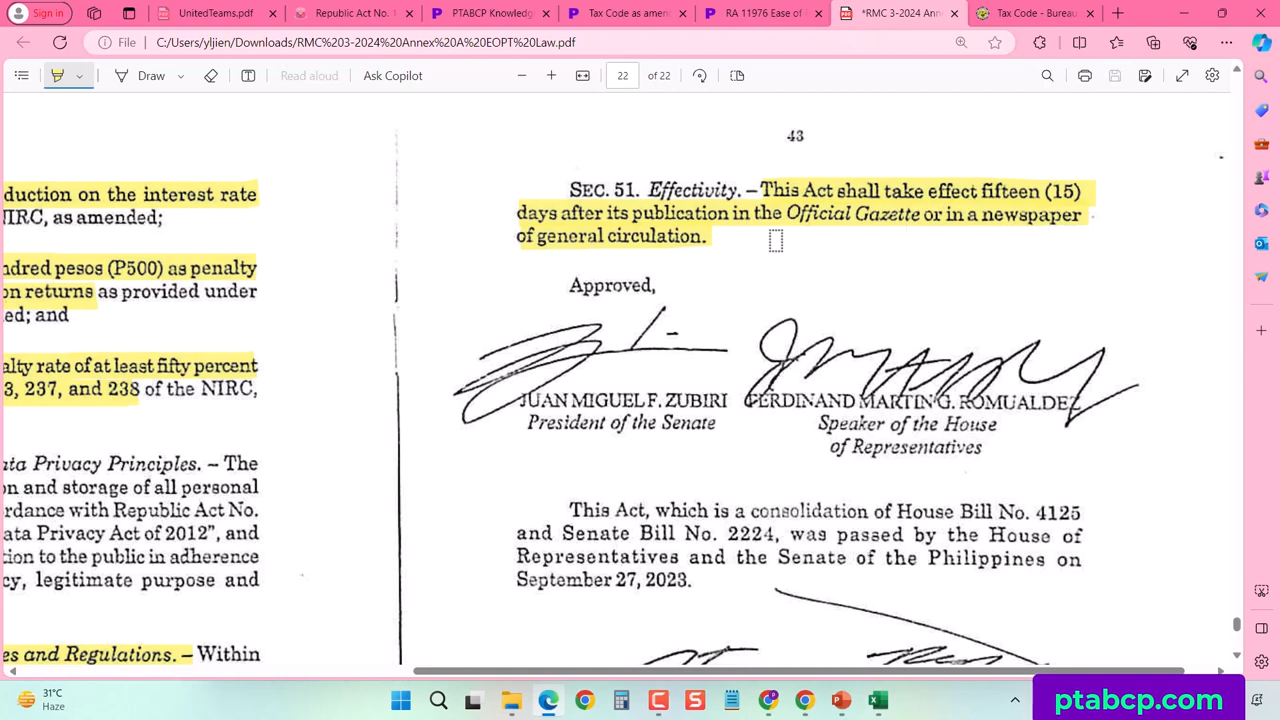 Sign in
UnitedTeams.pdf
Republic Act No. 1
PTABCP Knowledg
Tax Code as amen
RA 11976 Ease of
*RMC 3-2024 Ann
Tax Code - Bureau
File
C:/Users/yljien/Downloads/RMC%203-2024%20Annex%20A%20EOPT%20Law.pdf
Draw
Read aloud
Ask Copilot
22
of 22
43
duction on the interest rate
NIRC, as amended;
ndred pesos (P500) as penalty
on returns as provided under
ed; and
alty rate of at least fifty percent
3, 237, and 238 of the NIRC,
ata Privacy Principles. – The
on and storage of all personal
ordance with Republic Act No.
ata Privacy Act of 2012", and
tion to the public in adherence
cy, legitimate purpose and
es and Regulations. – Within
SEC. 51. Effectivity. – This Act shall take effect fifteen (15)
days after its publication in the Official Gazette or in a newspaper
of general circulation.
Approved,
JUAN MIGUEL F. ZUBIRI
President of the Senate
FERDINAND MARTIN G. ROMUALDEZ
Speaker of the House
of Representatives
This Act, which is a consolidation of House Bill No. 4125
and Senate Bill No. 2224, was passed by the House of
Representatives and the Senate of the Philippines on
September 27, 2023.
31°C
Haze
ptabcp.com